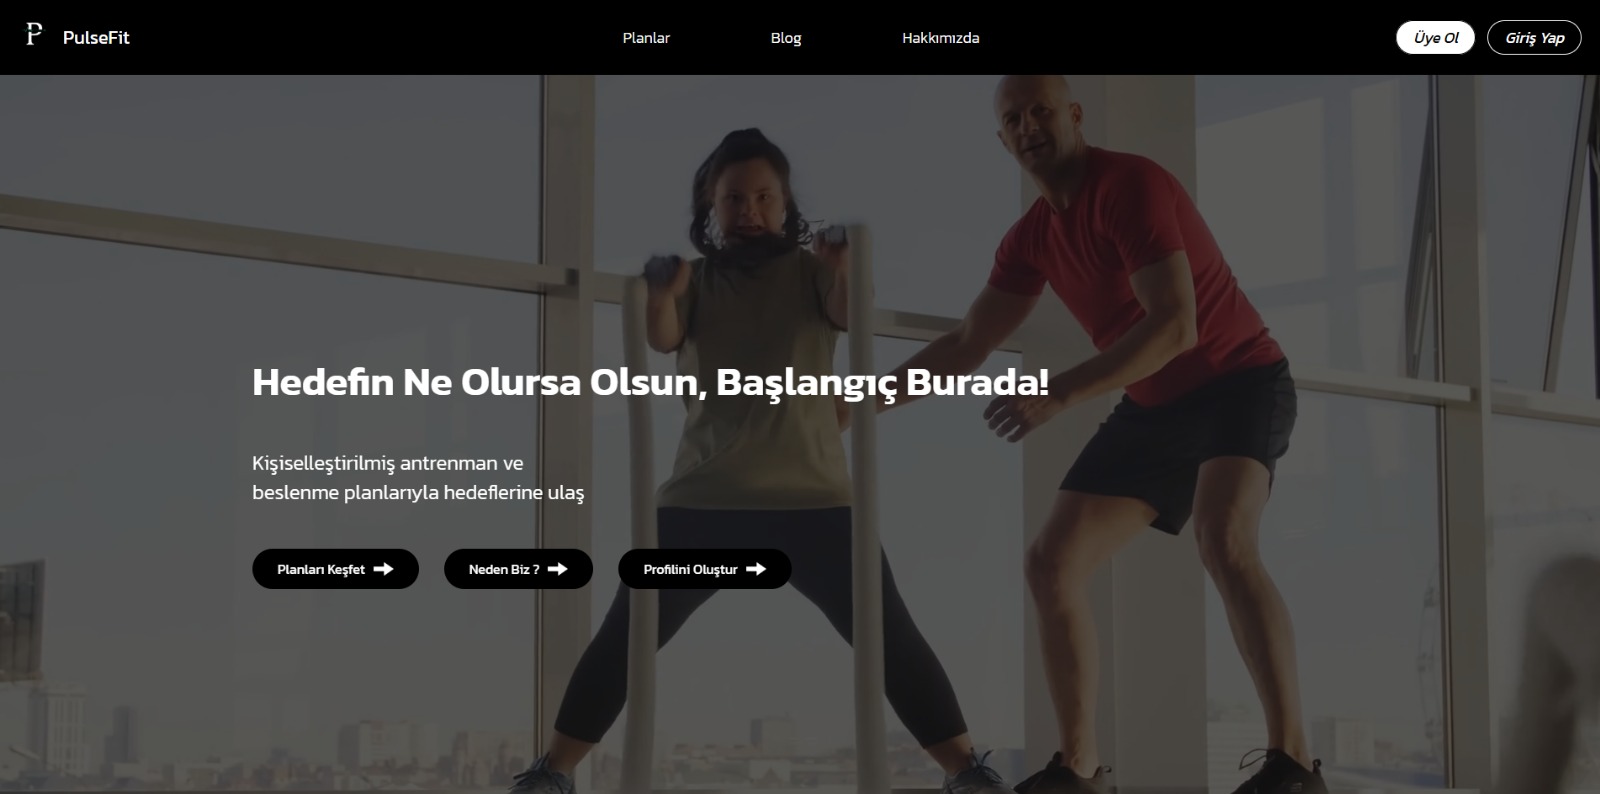 P
PulseFit
Planlar
Blog
Hakkımızda
Üye Ol
Giriş Yap
Hedefin Ne Olursa Olsun, Başlangıç Burada!
Kişiselleştirilmiş antrenman ve
beslenme planlarıyla hedeflerine ulaş
Planları Keşfet
Neden Biz ?
Profilini Oluştur